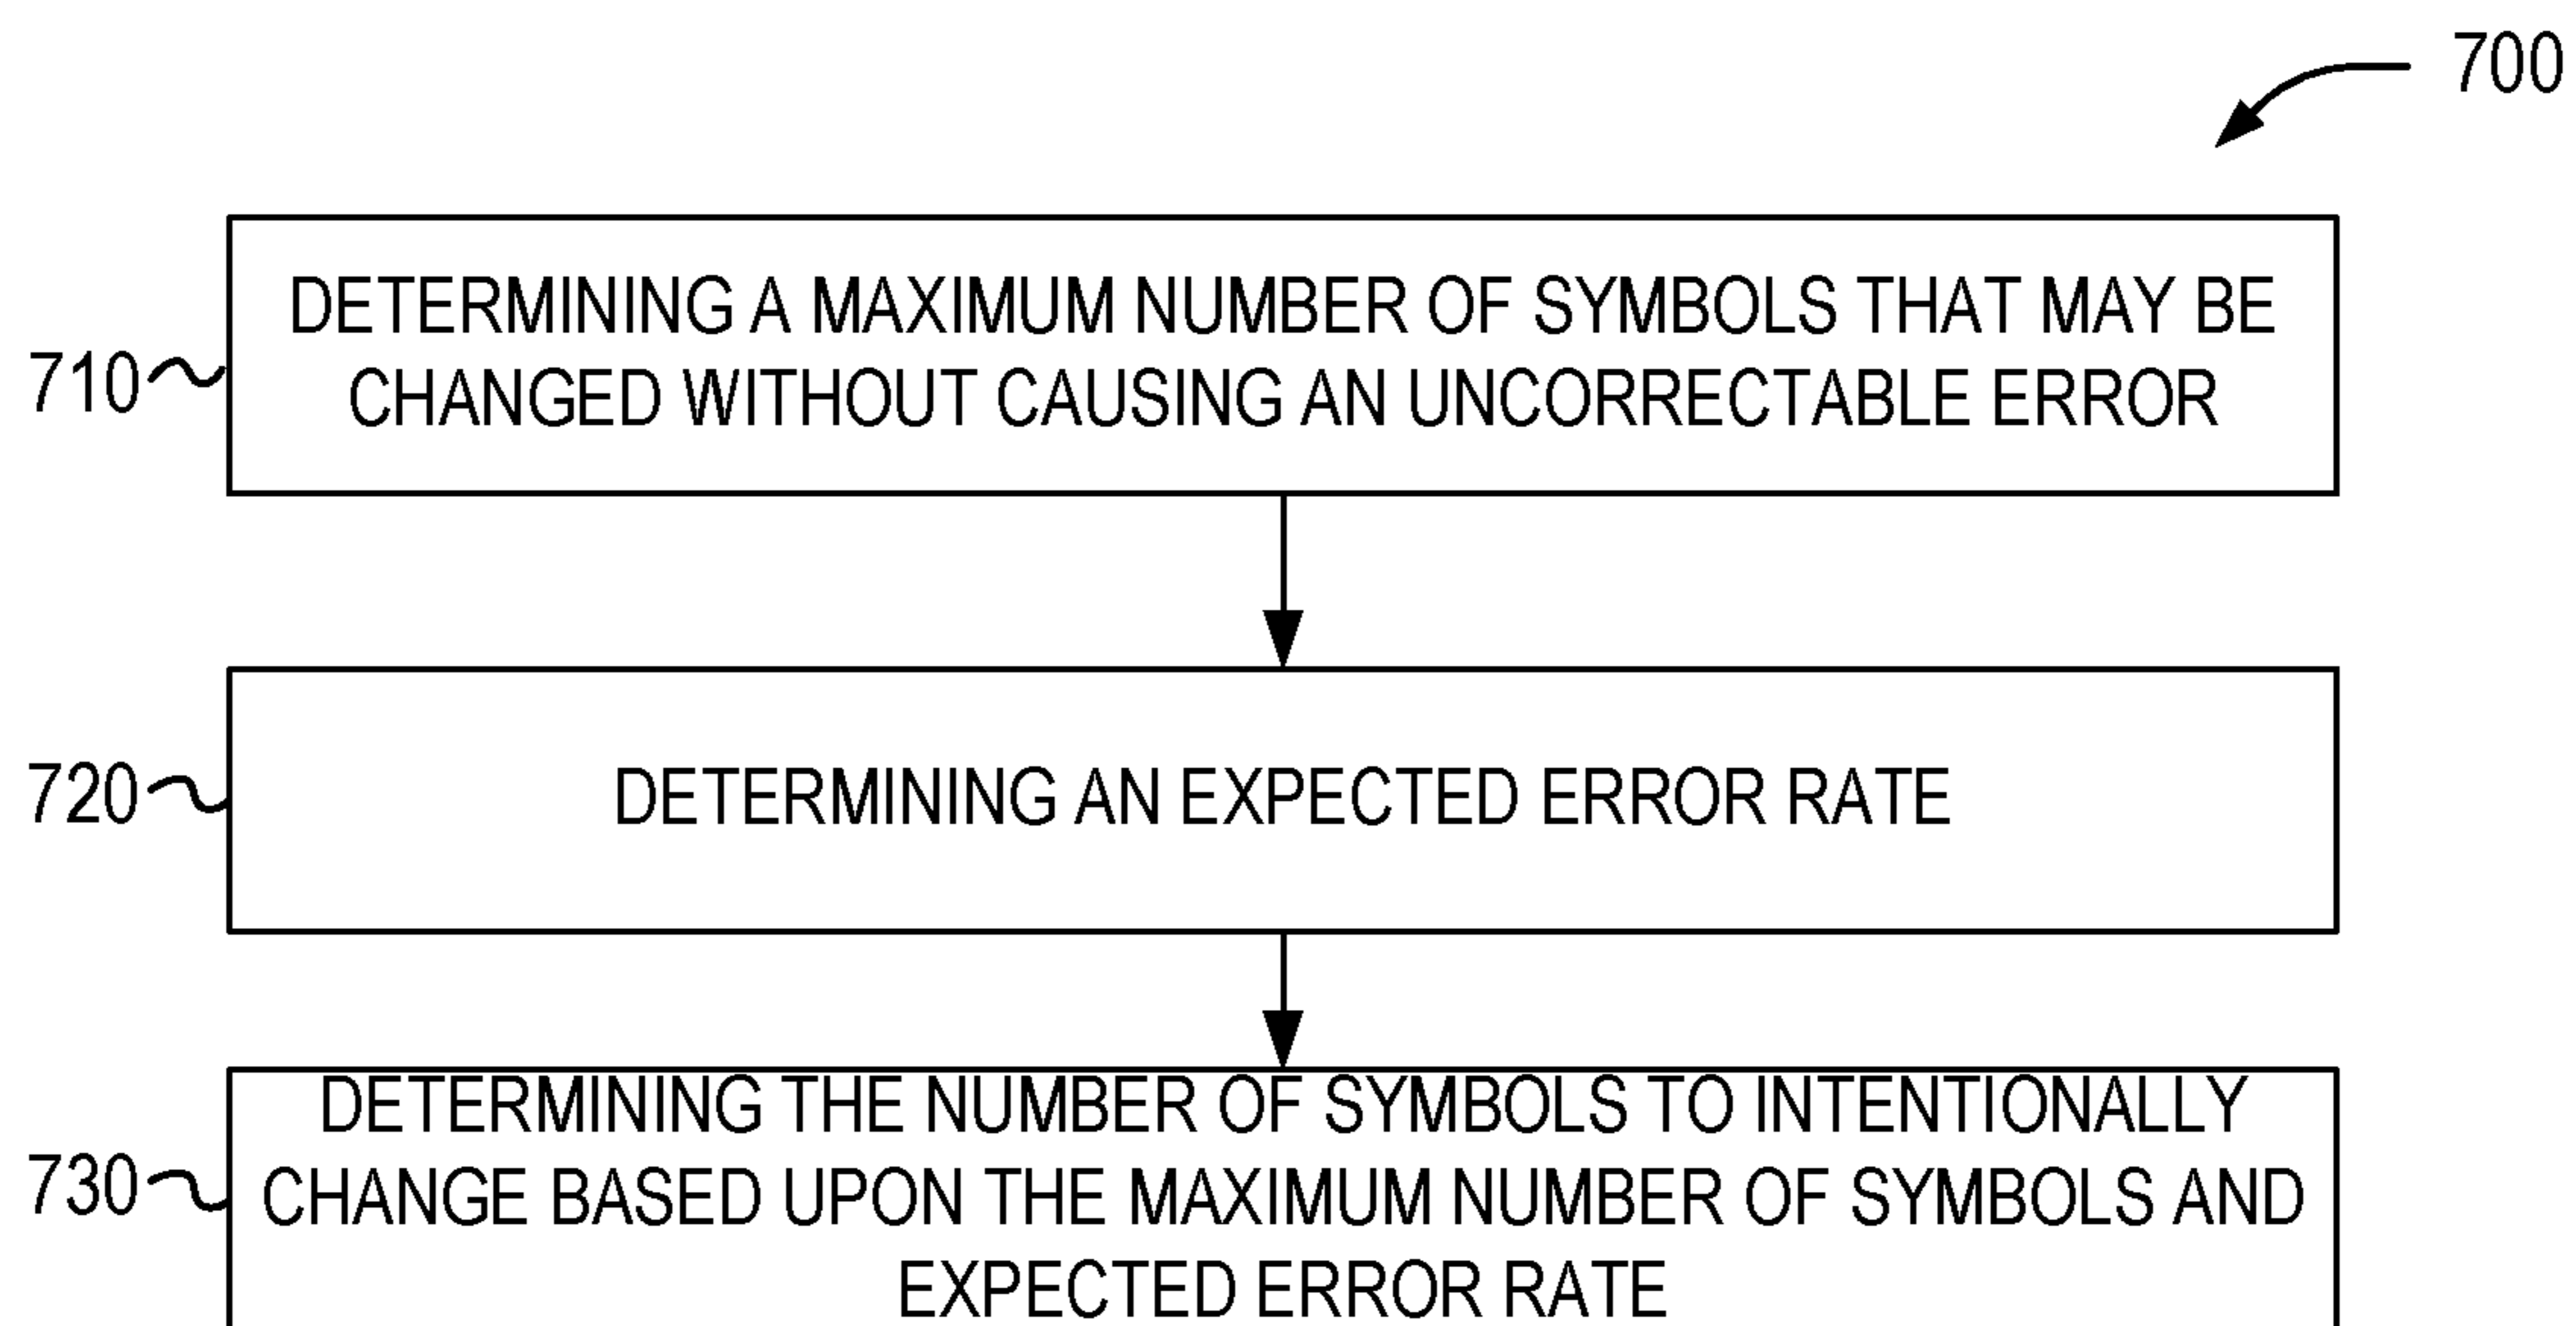 700
710
DETERMINING A MAXIMUM NUMBER OF SYMBOLS THAT MAY BE
CHANGED WITHOUT CAUSING AN UNCORRECTABLE ERROR
720
DETERMINING AN EXPECTED ERROR RATE
730
DETERMINING THE NUMBER OF SYMBOLS TO INTENTIONALLY
CHANGE BASED UPON THE MAXIMUM NUMBER OF SYMBOLS AND
EXPECTED ERROR RATE